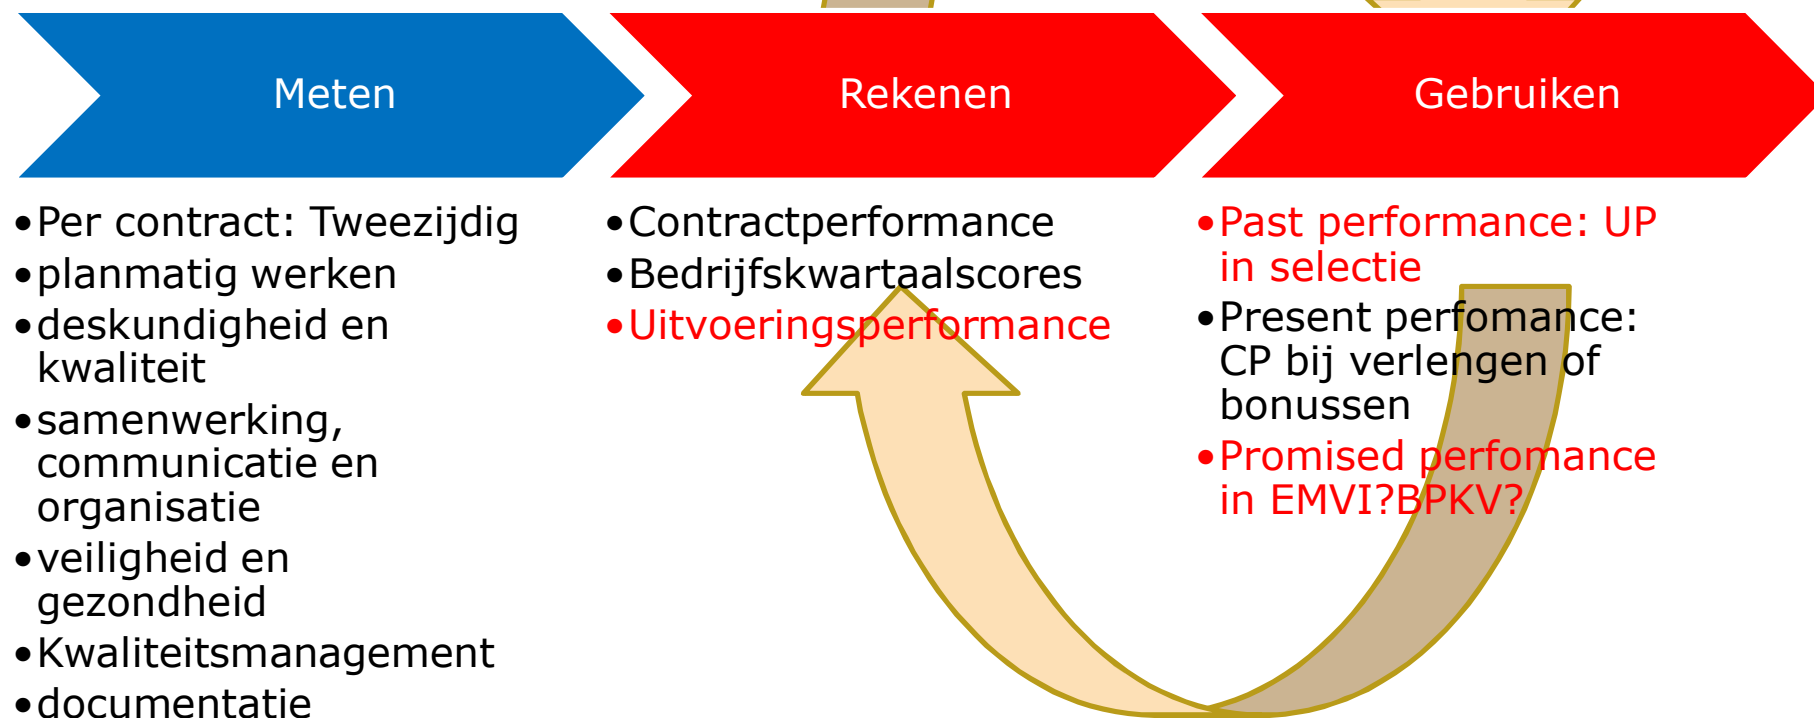 Meten
•Per contract: Tweezijdig
•planmatig werken
•deskundigheid en
kwaliteit
•samenwerking,
communicatie en
organisatie
•veiligheid en
gezondheid
•Kwaliteitsmanagement
•documentatie
Rekenen
•Contractperformance
•Bedrijfskwartaalscores
•Uitvoeringsperformance
Gebruiken
•Past performance: UP
in selectie
•Present perfomance:
CP bij verlengen of
bonussen
•Promised perfomance
in EMVI?BPKV?